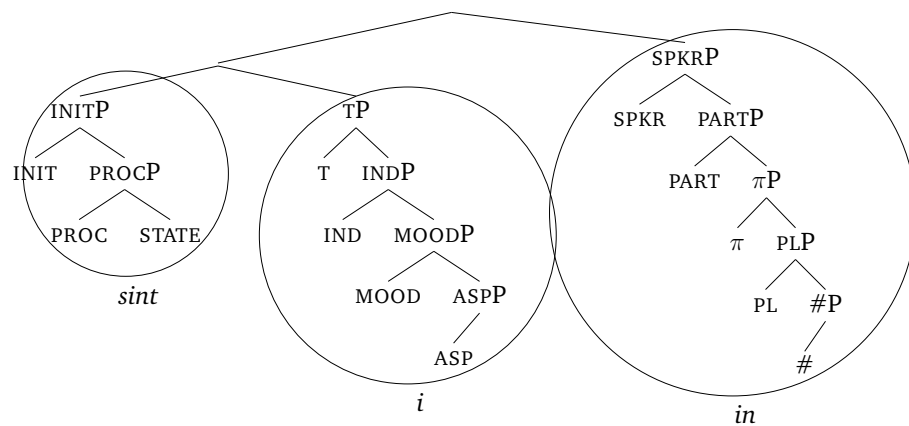 SPKRP
SPKR PARTP
INITP TP
INIT PROCP T INDP PART πP
PROC STATE IND MOODP π PLP
sint MOOD ASPP PL #P
ASP #
i in